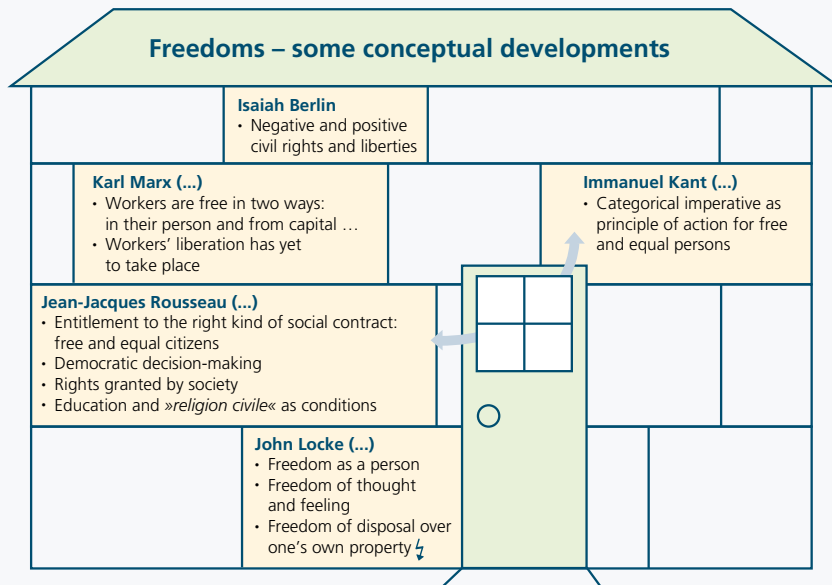 Freedoms – some conceptual developments
Isaiah Berlin
• Negative and positive
civil rights and liberties
Karl Marx (...)
• Workers are free in two ways:
in their person and from capital …
• Workers’ liberation has yet
to take place
Immanuel Kant (...)
• Categorical imperative as
principle of action for free
and equal persons
Jean-Jacques Rousseau (...)
• Entitlement to the right kind of social contract:
free and equal citizens
• Democratic decision-making
• Rights granted by society
• Education and »religion civile« as conditions
John Locke (...)
• Freedom as a person
• Freedom of thought
and feeling
• Freedom of disposal over
one’s own property